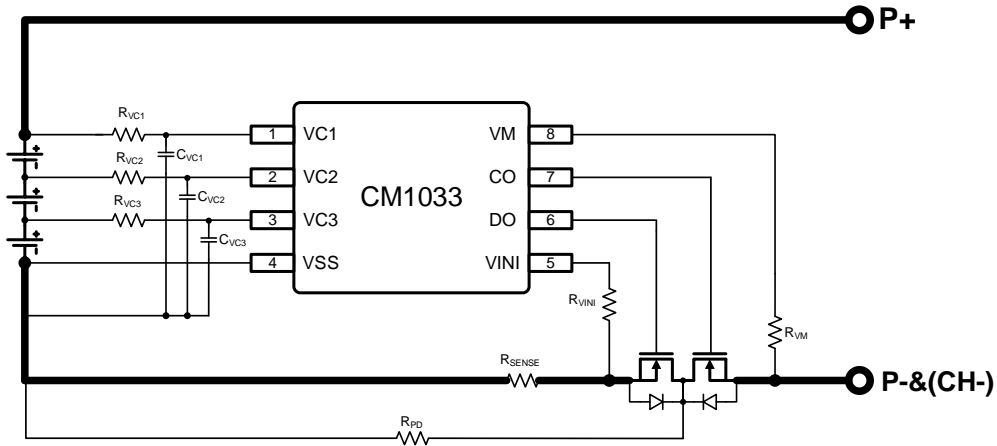 P+
RVC1
1 VC1
VM 8
CVC1
RVC2
2 VC2
CO 7
CVC2
CM1033
RVC3
3 VC3
DO 6
CVC3
4 VSS
VINI 5
RVINI
RVM
RSENSE
P-&(CH-)
RPD